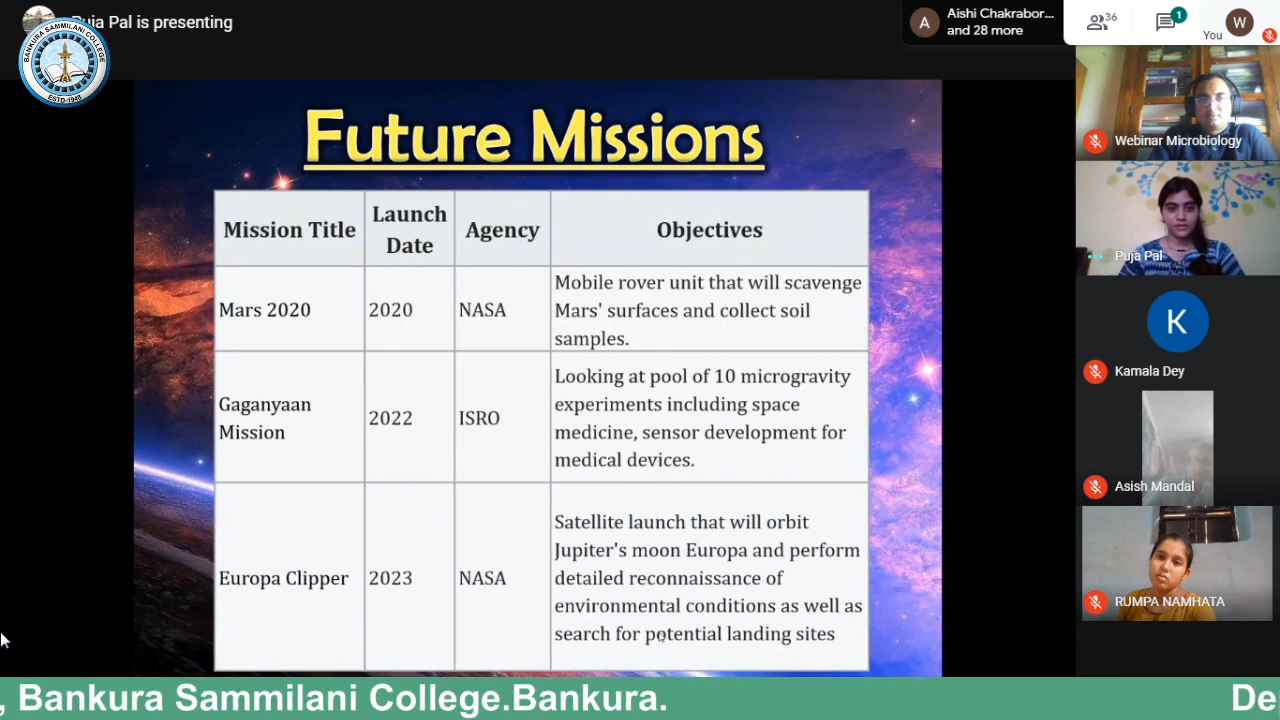 Puja Pal is presenting
BANKURA SAMMILANI COLLEGE
ESTD-1948
A
Aishi Chakrabor...
and 28 more
36
1
You
W
Future Missions
Mission Title
Launch
Date
Agency
Objectives
Mars 2020
2020
NASA
Mobile rover unit that will scavenge
Mars' surfaces and collect soil
samples.
Gaganyaan
Mission
2022
ISRO
Looking at pool of 10 microgravity
experiments including space
medicine, sensor development for
medical devices.
Europa Clipper
2023
NASA
Satellite launch that will orbit
Jupiter's moon Europa and perform
detailed reconnaissance of
environmental conditions as well as
search for potential landing sites
Webinar Microbiology
Puja Pal
K
Kamala Dey
Asish Mandal
RUMPA NAMHATA
, Bankura Sammilani College.Bankura.
De